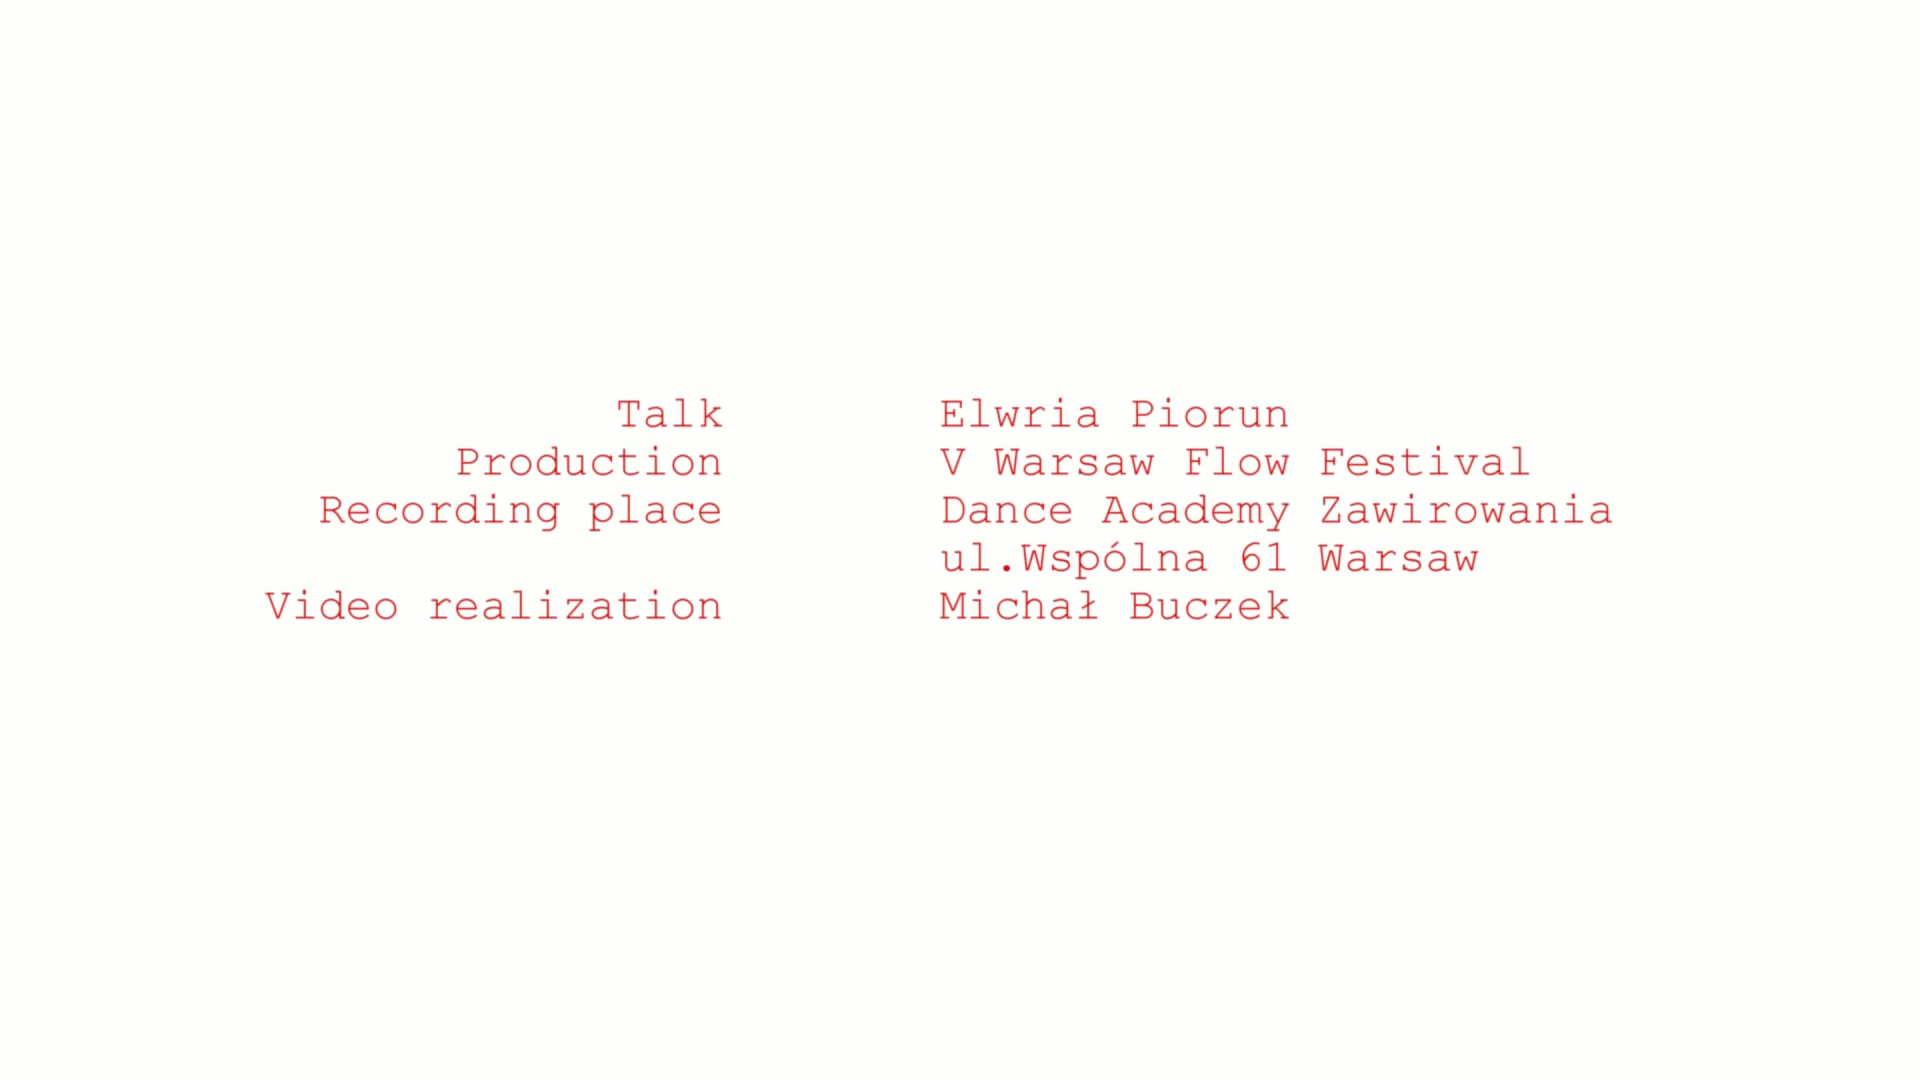 Talk Elwria Piorun
Production V Warsaw Flow Festival
Recording place Dance Academy Zawirowania
ul.Wspólna 61 Warsaw
Video realization Michał Buczek